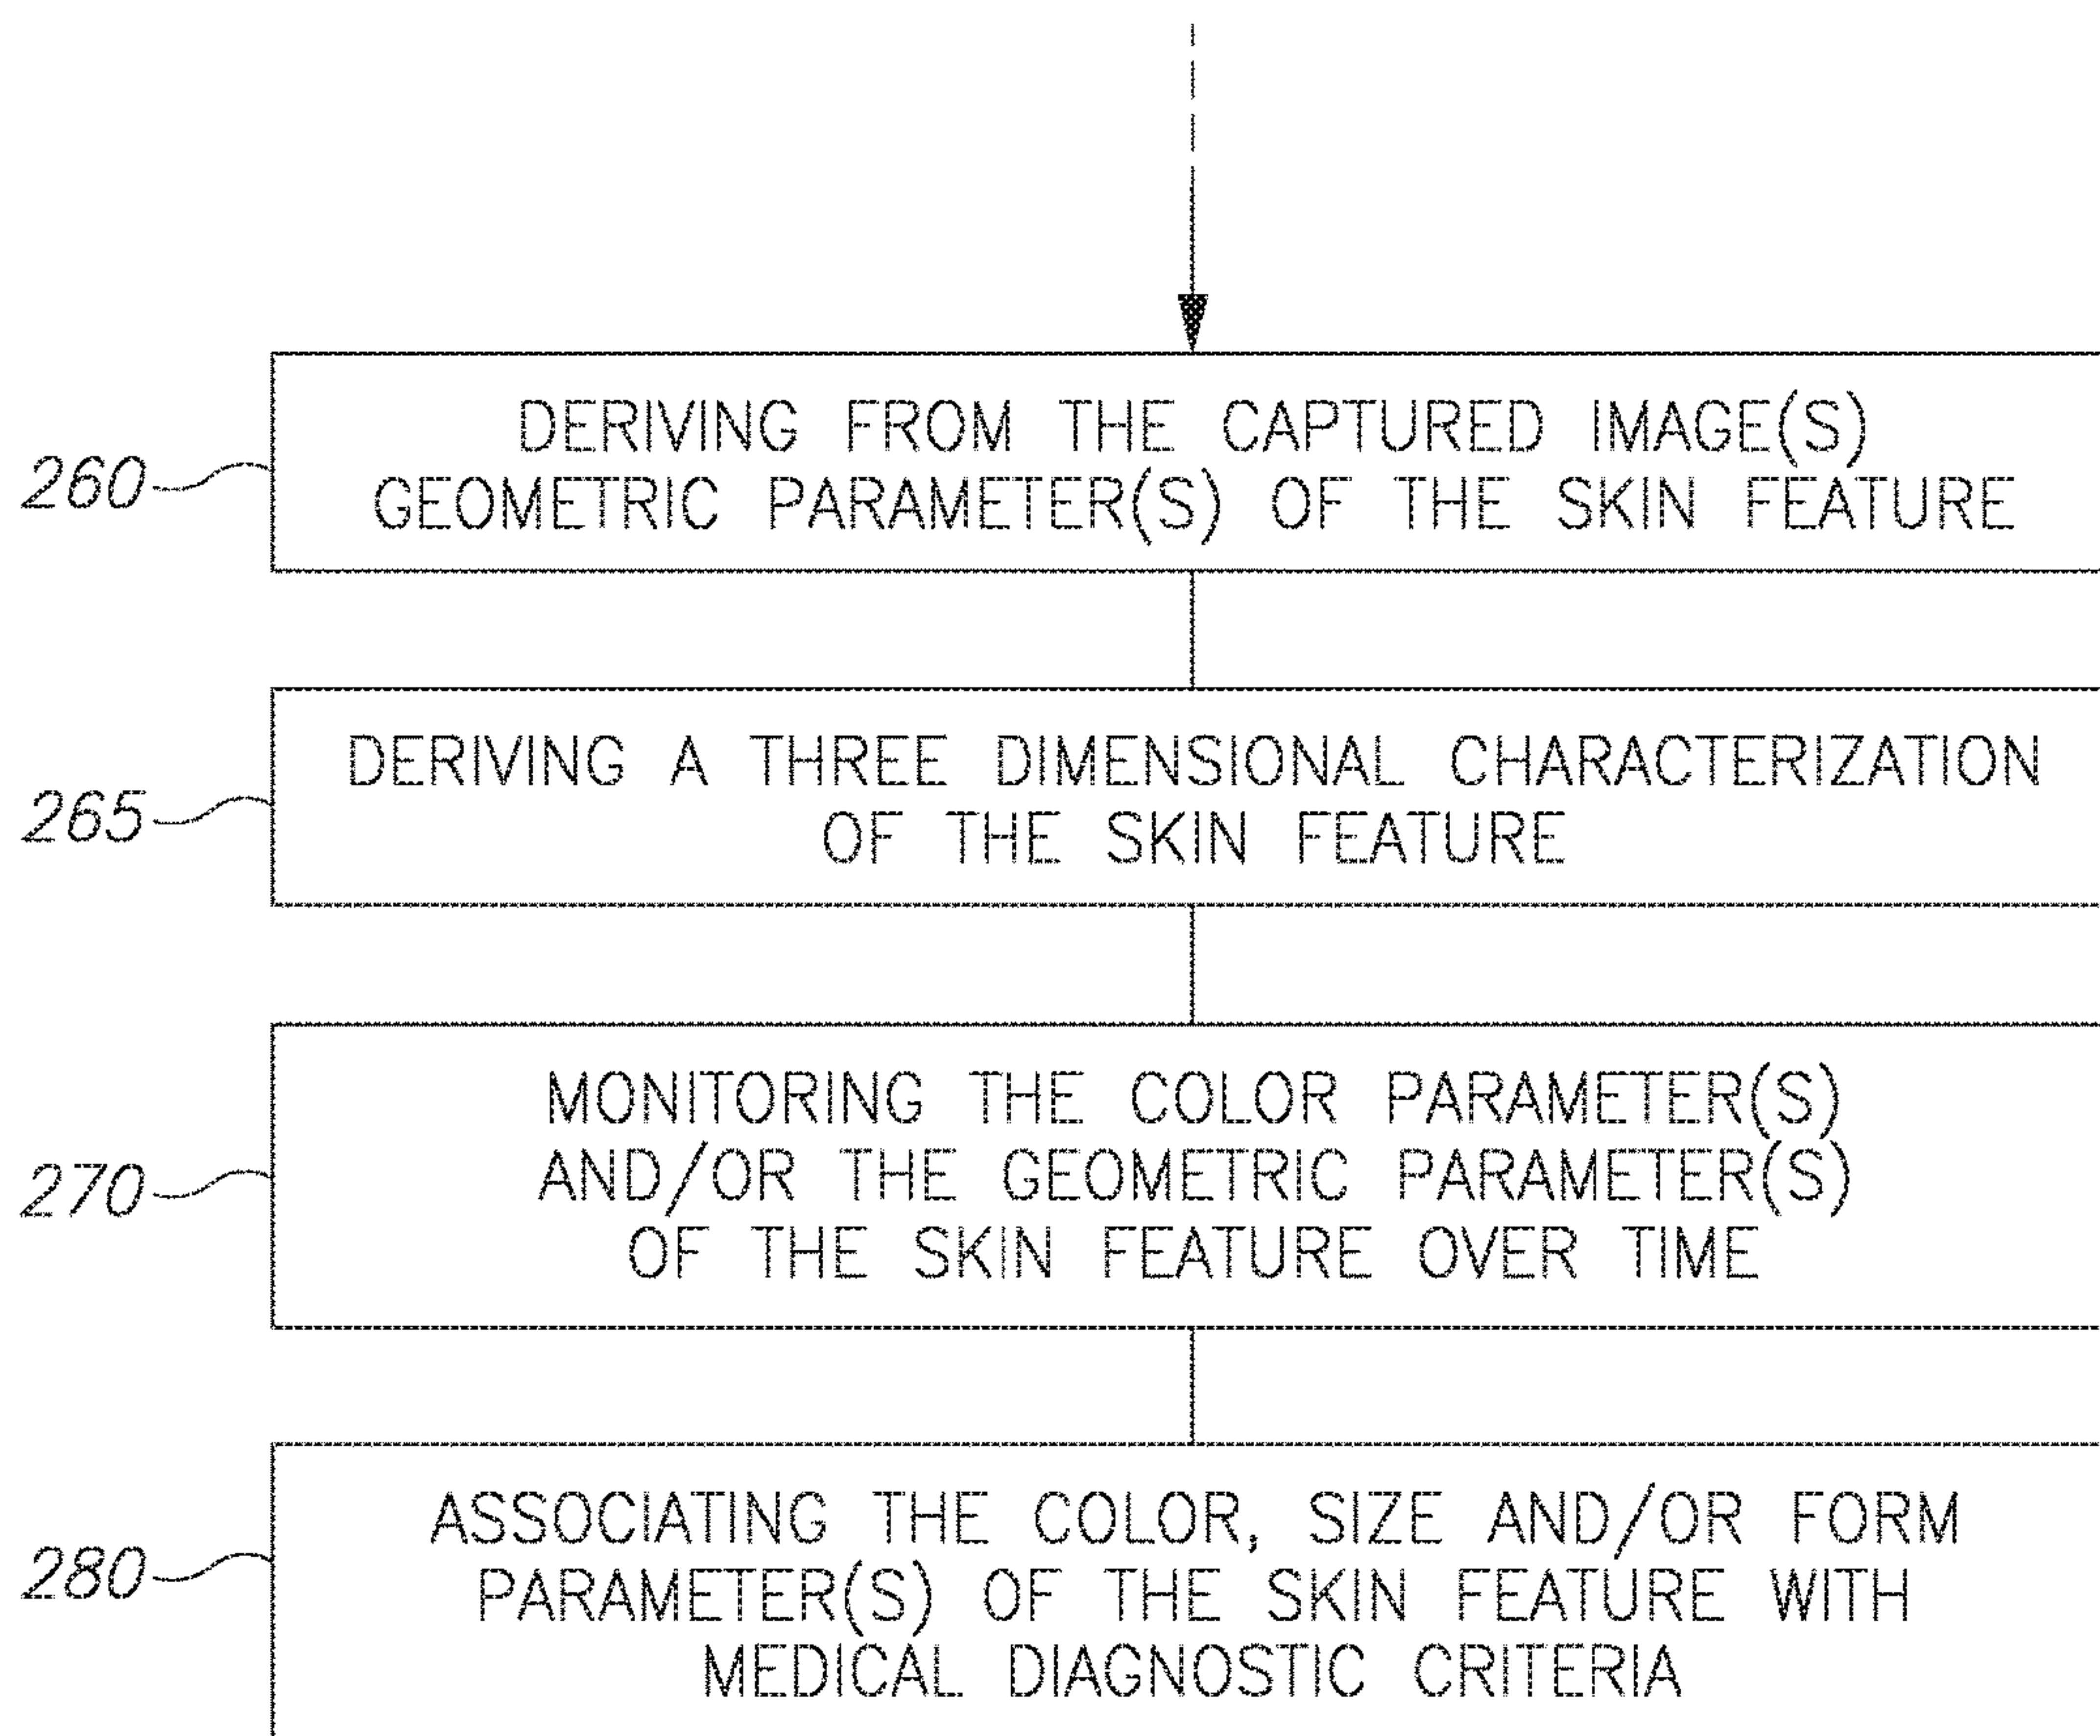 260
DERIVING FROM THE CAPTURED IMAGE(S)
GEOMETRIC PARAMETER(S) OF THE SKIN FEATURE
265
DERIVING A THREE DIMENSIONAL CHARACTERIZATION
OF THE SKIN FEATURE
270
MONITORING THE COLOR PARAMETER(S)
AND/OR THE GEOMETRIC PARAMETER(S)
OF THE SKIN FEATURE OVER TIME
280
ASSOCIATING THE COLOR, SIZE AND/OR FORM
PARAMETER(S) OF THE SKIN FEATURE WITH
MEDICAL DIAGNOSTIC CRITERIA